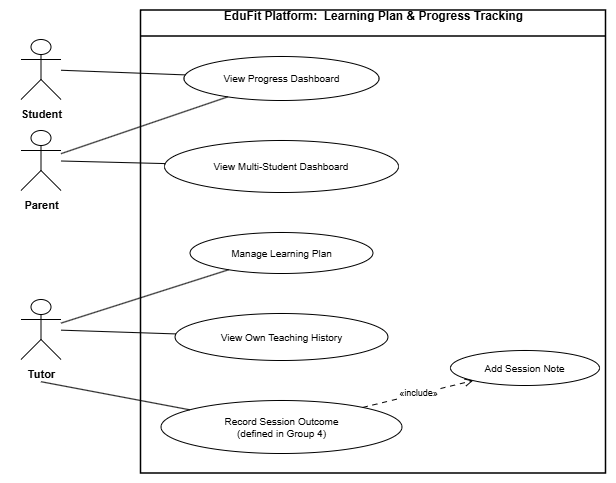 EduFit Platform: Learning Plan & Progress Tracking
View Progress Dashboard
Student
View Multi-Student Dashboard
Parent
Manage Learning Plan
View Own Teaching History
Tutor
Add Session Note
«include»
Record Session Outcome
(defined in Group 4)